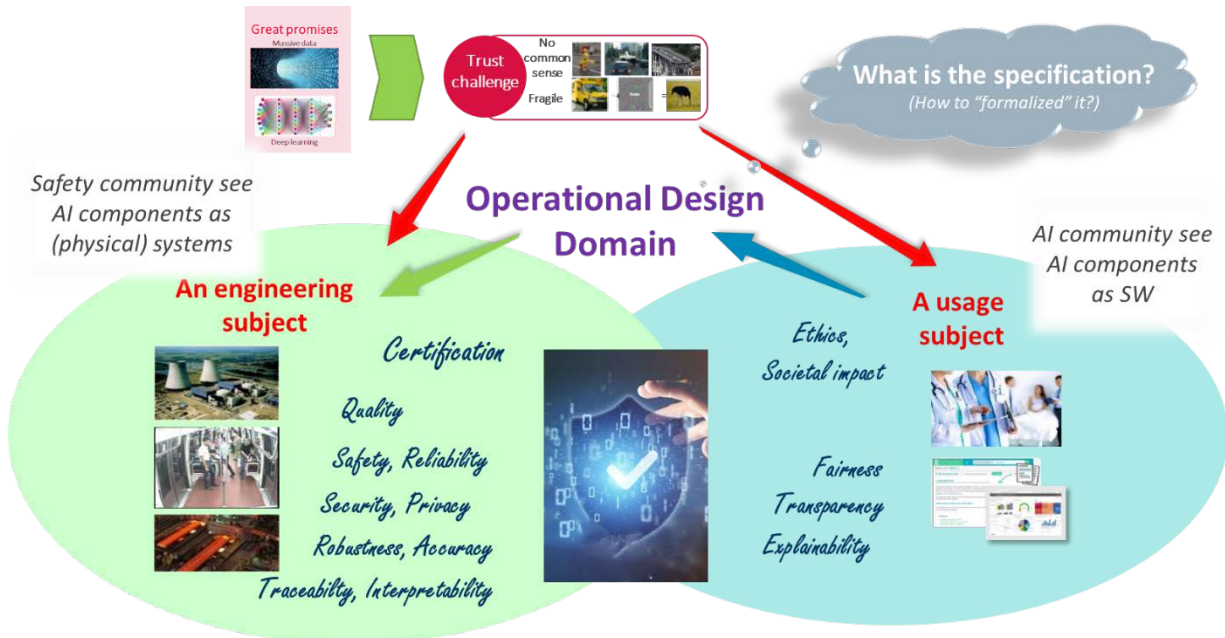 Great promises
Massive data
Deep learning
Trust
challenge
No
common
sense
Fragile
What is the specification?
(How to "formalized" it?)
Safety community see
AI components as
(physical) systems
Operational Design
Domain
AI community see
AI components
as SW
An engineering
subject
A usage
subject
Certification
Quality
Safety, Reliability
Security, Privacy
Robustness, Accuracy
Traceabilty, Interpretability
Ethics,
Societal impact
Fairness
Transparency
Explainability